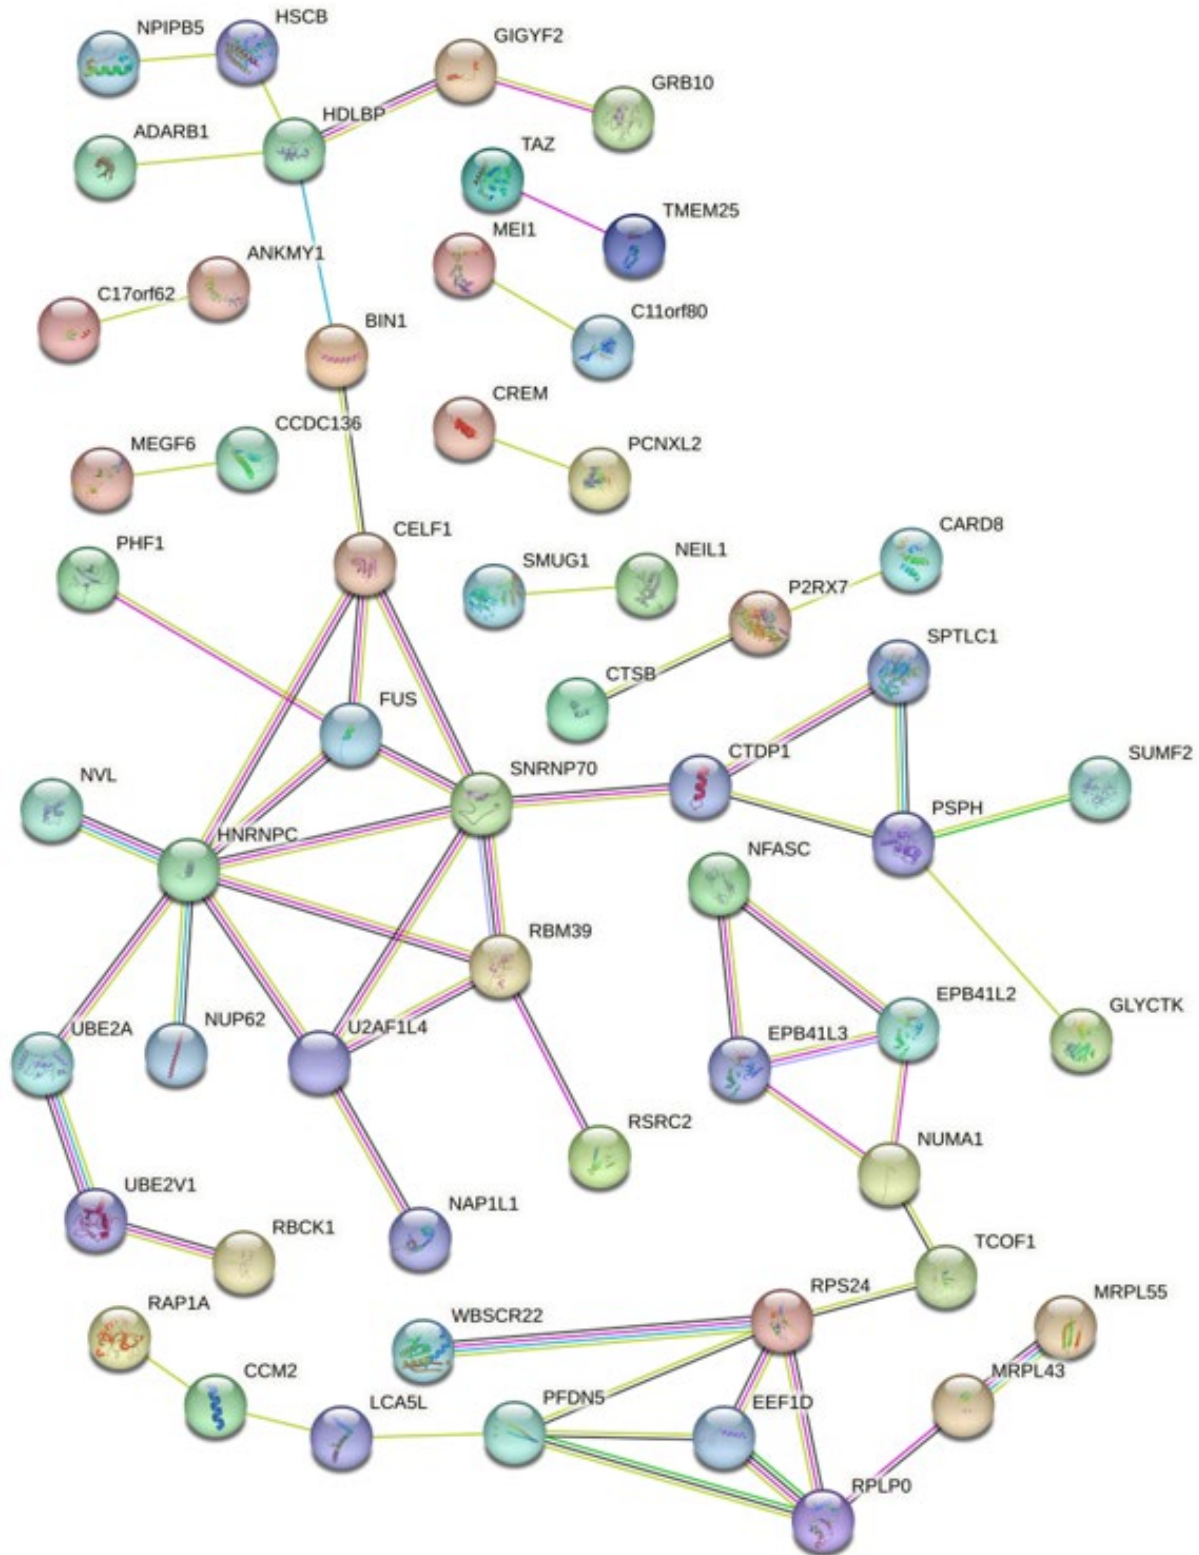 HSCB
NPIPB5
GIGYF2
GRB10
HDLBP
ADARB1
TAZ
TMEM25
MEI1
ANKMY1
C17orf62
C11orf80
BIN1
CREM
CCDC136
MEGF6
PCNXL2
CELF1
CARD8
PHF1
SMUG1
NEIL1
P2RX7
SPTLC1
CTSB
FUS
CTDP1
SUMF2
SNRNP70
NVL
PSPH
HNRNPC
NFASC
RBM39
EPB41L2
GLYCTK
NUP62
U2AF1L4
UBE2A
EPB41L3
RSRC2
NUMA1
UBE2V1
NAP1L1
RBCK1
TCOF1
RPS24
MRPL55
RAP1A
WBSCR22
CCM2
MRPL43
LCA5L
PFDN5
EEF1D
RPLP0